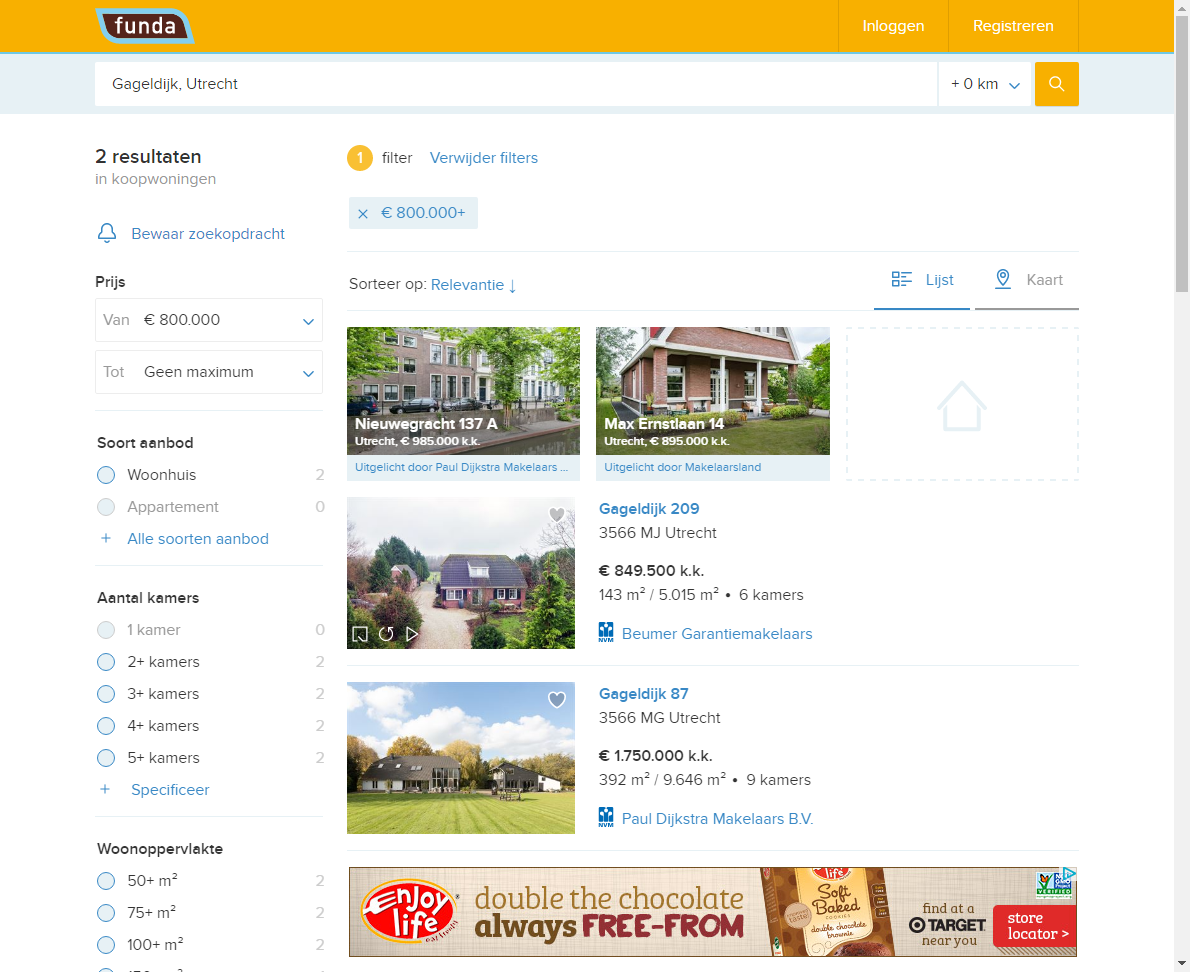 funda
Inloggen
Registreren
Gageldijk, Utrecht
+ 0 km
2 resultaten
in koopwoningen
Bewaar zoekopdracht
Prijs
Van € 800.000
Tot Geen maximum
Soort aanbod
Woonhuis 2
Appartement 0
+ Alle soorten aanbod
Aantal kamers
1 kamer 0
2+ kamers 2
3+ kamers 2
4+ kamers 2
5+ kamers 2
+ Specificeer
Woonoppervlakte
50+ m² 2
75+ m² 2
100+ m² 2
1 filter Verwijder filters
× € 800.000+
Sorteer op: Relevantie ↓
Lijst
Kaart
Nieuwegracht 137 A
Utrecht, € 985.000 k.k.
Uitgelicht door Paul Dijkstra Makelaars ...
Max Ernstlaan 14
Utrecht, € 895.000 k.k.
Uitgelicht door Makelaarsland
Gageldijk 209
3566 MJ Utrecht
€ 849.500 k.k.
143 m² / 5.015 m² • 6 kamers
NVM Beumer Garantiemakelaars
Gageldijk 87
3566 MG Utrecht
€ 1.750.000 k.k.
392 m² / 9.646 m² • 9 kamers
NVM Paul Dijkstra Makelaars B.V.
Enjoy
life
eat freely
double the chocolate
always FREE-FROM
life
Soft
Baked
COOKIES
double chocolate
brownie
find at a
TARGET
near you
VERIFIED
store
locator >